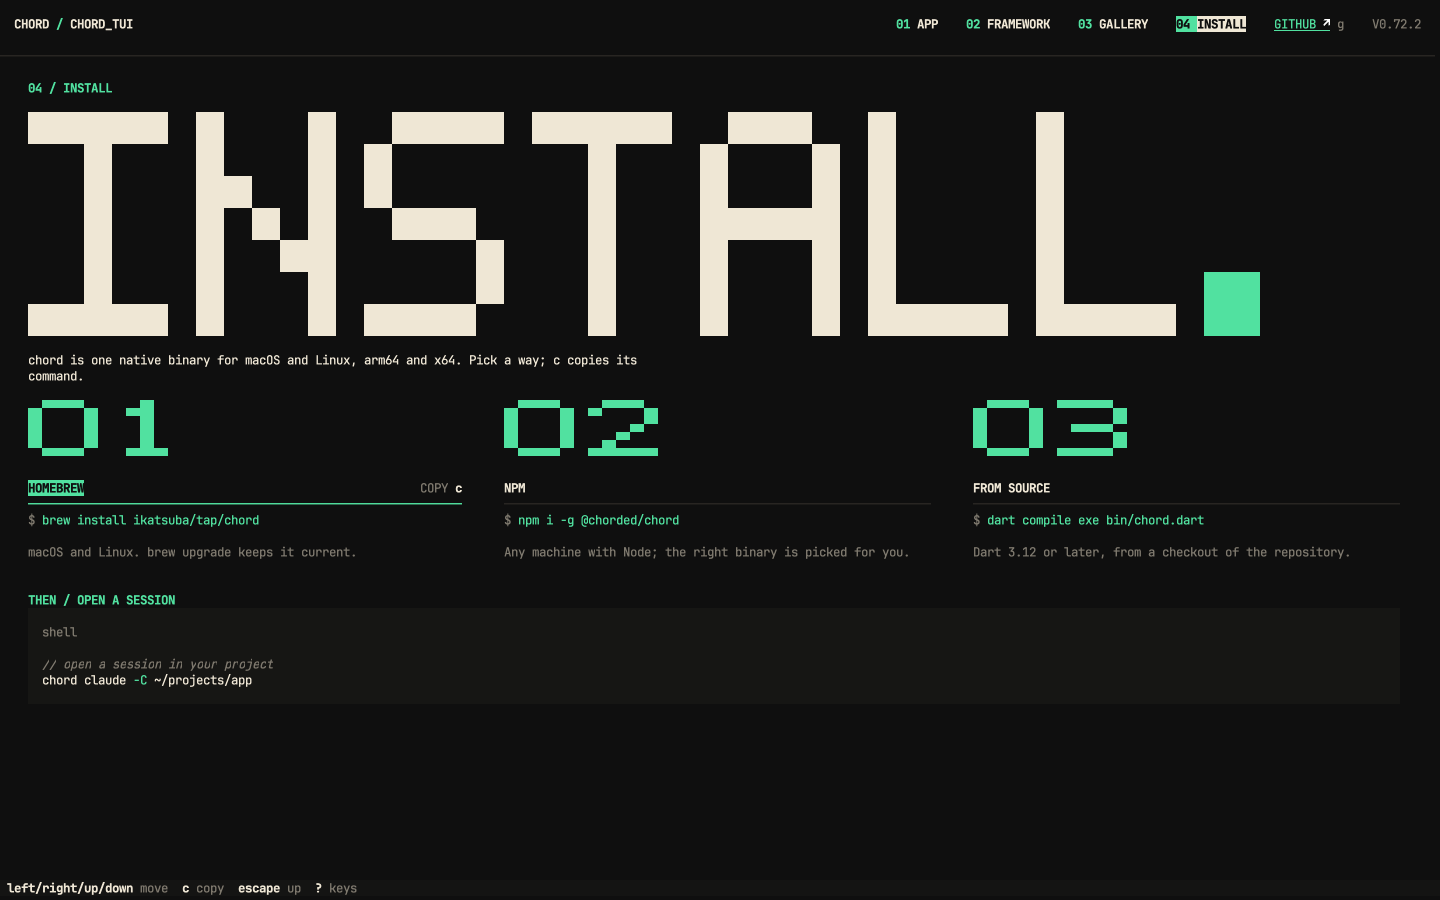 CHORD / CHORD_TUI
01 APP 02 FRAMEWORK 03 GALLERY 04 INSTALL GITHUB ↗ g V0.72.2
04 / INSTALL
INSTALL.
chord is one native binary for macOS and Linux, arm64 and x64. Pick a way; c copies its
command.
01
HOMEBREW COPY c
$ brew install ikatsuba/tap/chord
macOS and Linux. brew upgrade keeps it current.
02
NPM
$ npm i -g @chorded/chord
Any machine with Node; the right binary is picked for you.
03
FROM SOURCE
$ dart compile exe bin/chord.dart
Dart 3.12 or later, from a checkout of the repository.
THEN / OPEN A SESSION
shell
// open a session in your project
chord claude -C ~/projects/app
left/right/up/down move c copy escape up ? keys